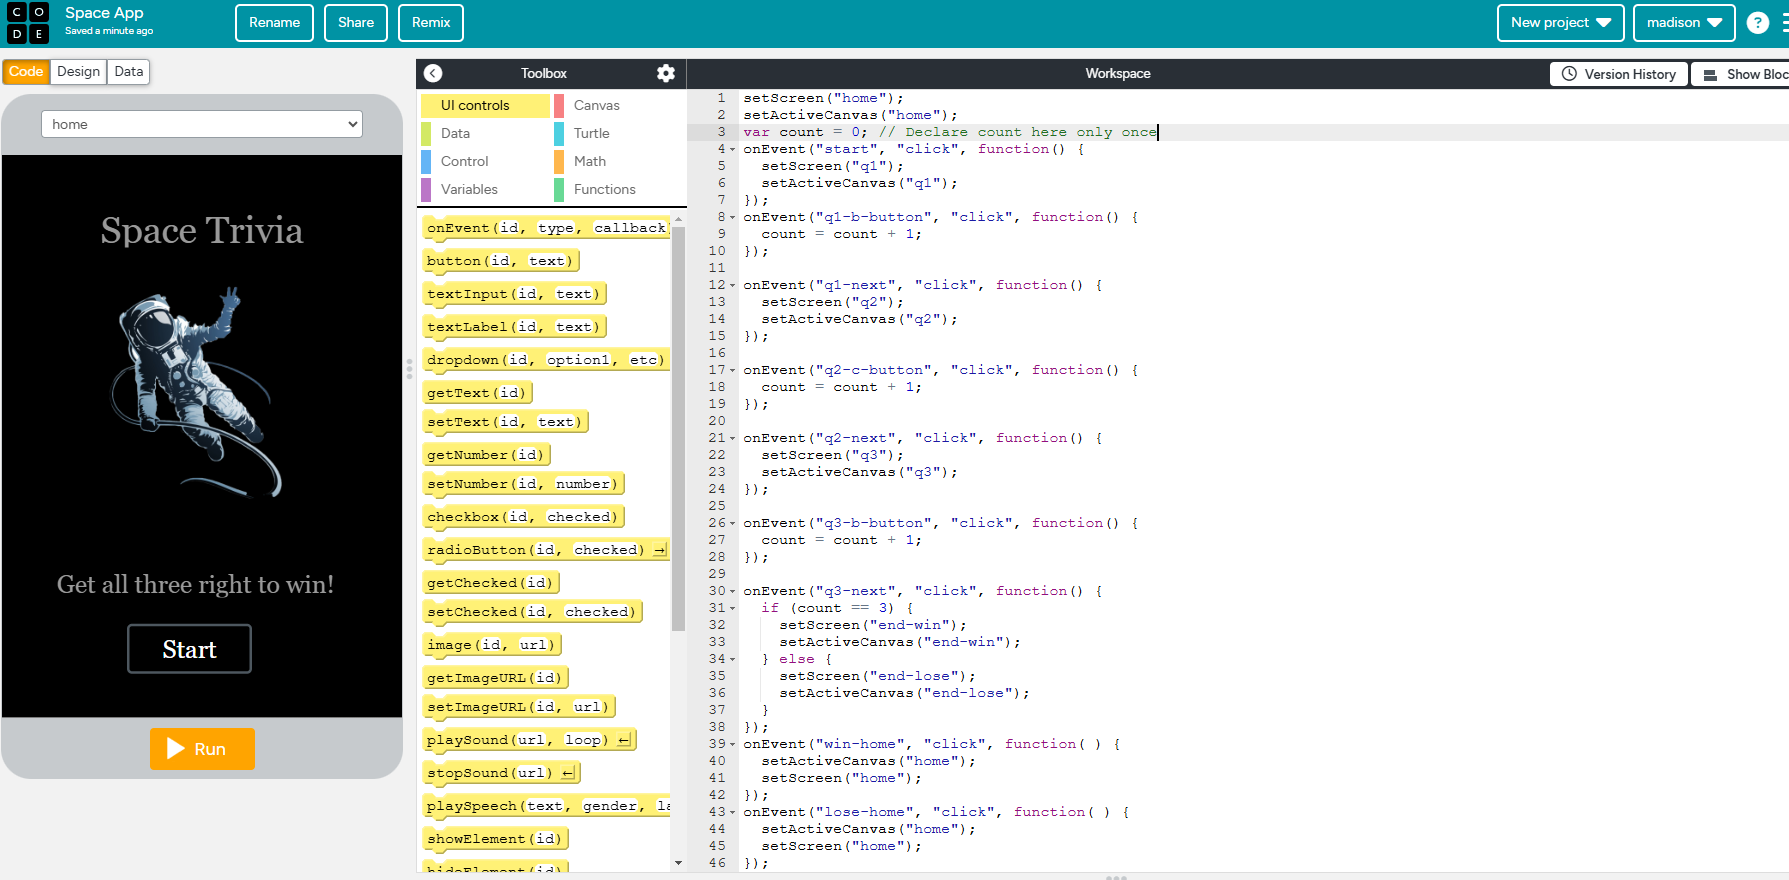 CODE
Space App
Saved a minute ago
Rename
Share
Remix
New project
madison
?
Code
Design
Data
home
Space Trivia
Get all three right to win!
Start
Run
Toolbox
UI controls
Canvas
Data
Turtle
Control
Math
Variables
Functions
onEvent(id, type, callback)
button(id, text)
textInput(id, text)
textLabel(id, text)
dropdown(id, option1, etc)
getText(id)
setText(id, text)
getNumber(id)
setNumber(id, number)
checkbox(id, checked)
radioButton(id, checked) →
getChecked(id)
setChecked(id, checked)
image(id, url)
getImageURL(id)
setImageURL(id, url)
playSound(url, loop) ←
stopSound(url) ←
playSpeech(text, gender, la
showElement(id)
hideElement(id)
Workspace
Version History
Show Bloc
1 setScreen("home");
2 setActiveCanvas("home");
3 var count = 0; // Declare count here only once
4 onEvent("start", "click", function() {
5 setScreen("q1");
6 setActiveCanvas("q1");
7 });
8 onEvent("q1-b-button", "click", function() {
9 count = count + 1;
10 });
11
12 onEvent("q1-next", "click", function() {
13 setScreen("q2");
14 setActiveCanvas("q2");
15 });
16
17 onEvent("q2-c-button", "click", function() {
18 count = count + 1;
19 });
20
21 onEvent("q2-next", "click", function() {
22 setScreen("q3");
23 setActiveCanvas("q3");
24 });
25
26 onEvent("q3-b-button", "click", function() {
27 count = count + 1;
28 });
29
30 onEvent("q3-next", "click", function() {
31 if (count == 3) {
32 setScreen("end-win");
33 setActiveCanvas("end-win");
34 } else {
35 setScreen("end-lose");
36 setActiveCanvas("end-lose");
37 }
38 });
39 onEvent("win-home", "click", function( ) {
40 setActiveCanvas("home");
41 setScreen("home");
42 });
43 onEvent("lose-home", "click", function( ) {
44 setActiveCanvas("home");
45 setScreen("home");
46 });